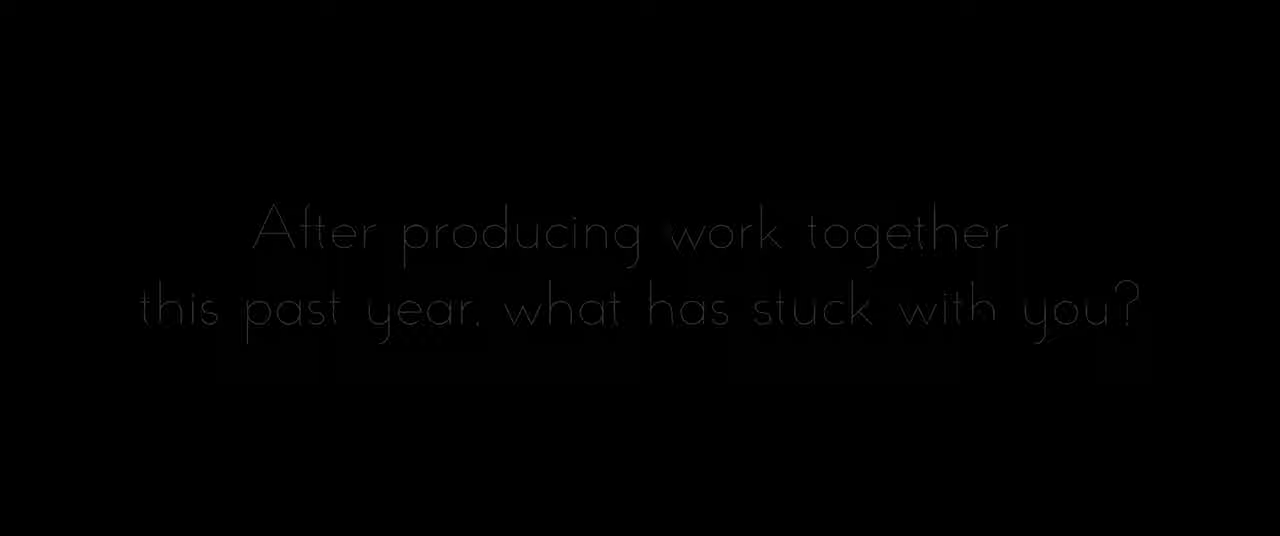 After producing work together
this past year, what has stuck with you?